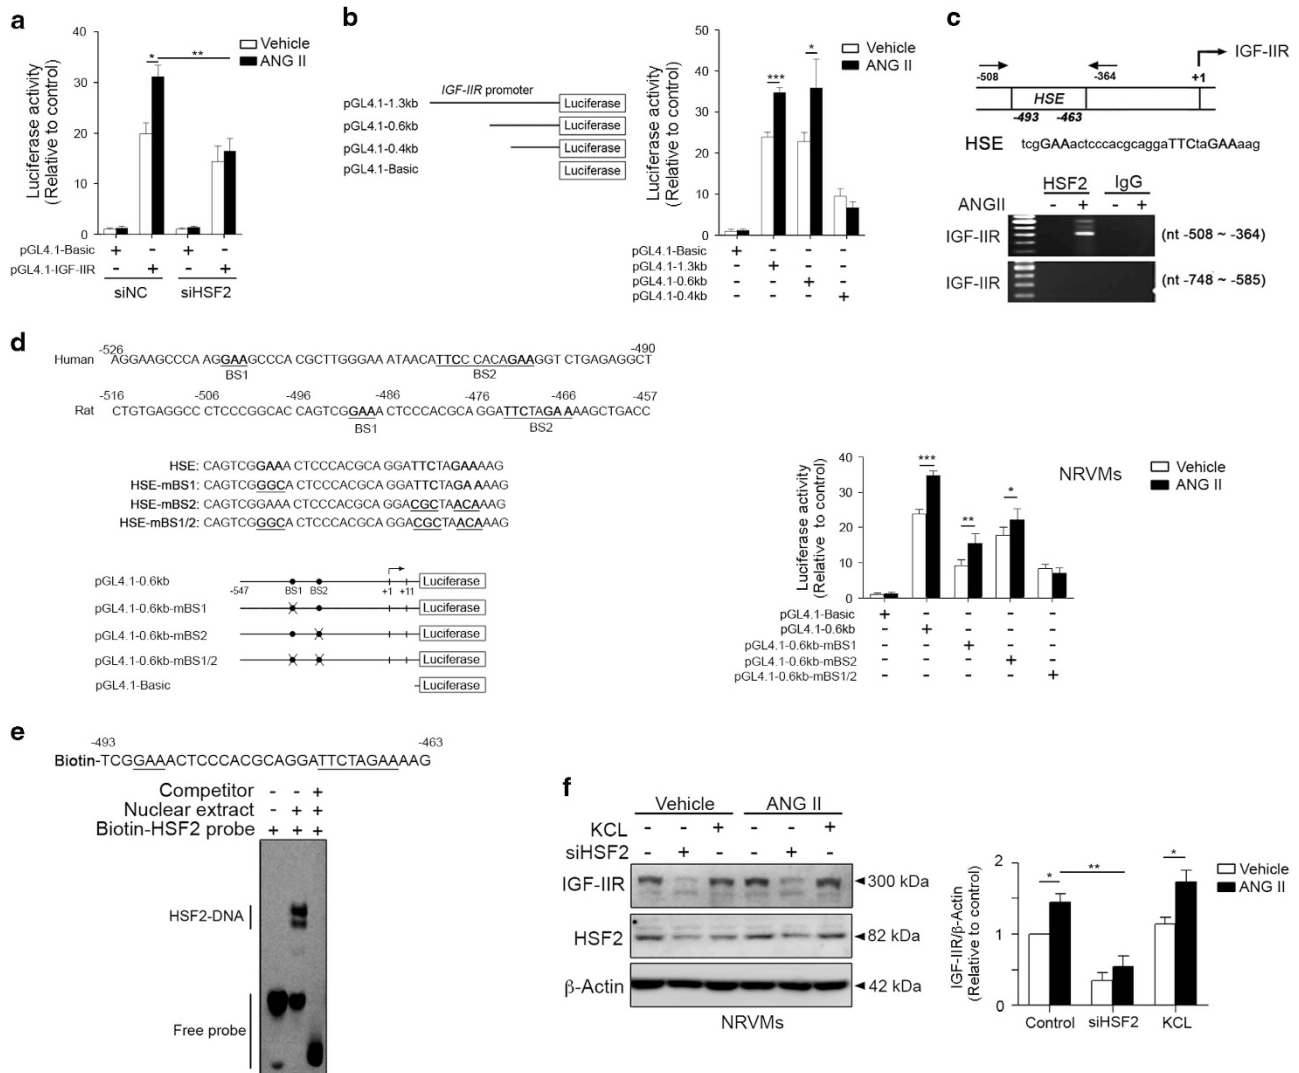 a
Luciferase activity
(Relative to control)
40
30
20
10
0
Vehicle
ANG II
*
**
pGL4.1-Basic + - + -
pGL4.1-IGF-IIR - + - +
siNC siHSF2
b
IGF-IIR promoter
pGL4.1-1.3kb Luciferase
pGL4.1-0.6kb Luciferase
pGL4.1-0.4kb Luciferase
pGL4.1-Basic Luciferase
Luciferase activity
(Relative to control)
50
40
30
20
10
0
Vehicle
ANG II
***
*
pGL4.1-Basic + - - -
pGL4.1-1.3kb - + - -
pGL4.1-0.6kb - - + -
pGL4.1-0.4kb - - - +
c
-508 -364 +1 IGF-IIR
HSE
-493 -463
HSE tcgGAAactcccacgcaggaTTCtaGAAaag
HSF2 IgG
ANGII - + - +
IGF-IIR (nt -508 ~ -364)
IGF-IIR (nt -748 ~ -585)
d
-526 -490
Human AGGAAGCCCA AGGAAGCCCA CGCTTGGGAA ATAACATTCC CACAGAAGGT CTGAGAGGCT
BS1 BS2
-516 -506 -496 -486 -476 -466 -457
Rat CTGTGAGGCC CTCCCGGCAC CAGTCGGAAA CTCCCACGCA GGATTCTAGA AAAGCTGACC
BS1 BS2
HSE: CAGTCGGAAA CTCCCACGCA GGATTCTAGAAAAG
HSE-mBS1: CAGTCGGGCA CTCCCACGCA GGATTCTAGA AAAG
HSE-mBS2: CAGTCGGAAA CTCCCACGCA GGACGCTAACAAAG
HSE-mBS1/2: CAGTCGGGCA CTCCCACGCA GGACGCTAACAAAG
pGL4.1-0.6kb Luciferase
-547 BS1 BS2 +1 +11
pGL4.1-0.6kb-mBS1 Luciferase
pGL4.1-0.6kb-mBS2 Luciferase
pGL4.1-0.6kb-mBS1/2 Luciferase
pGL4.1-Basic Luciferase
Luciferase activity
(Relative to control)
40
30
20
10
0
NRVMs
Vehicle
ANG II
***
**
*
pGL4.1-Basic + - - - -
pGL4.1-0.6kb - + - - -
pGL4.1-0.6kb-mBS1 - - + - -
pGL4.1-0.6kb-mBS2 - - - + -
pGL4.1-0.6kb-mBS1/2 - - - - +
e
-493 -463
Biotin-TCGGAAACTCCCACGCAGGATTCTAGAAAAG
Competitor - - +
Nuclear extract - + +
Biotin-HSF2 probe + + +
HSF2-DNA
Free probe
f
Vehicle ANG II
KCL - - + - - +
siHSF2 - + - - + -
IGF-IIR 300 kDa
HSF2 82 kDa
β-Actin 42 kDa
NRVMs
IGF-IIR/β-Actin
(Relative to control)
2
1
0
Vehicle
ANG II
*
**
*
Control siHSF2 KCL